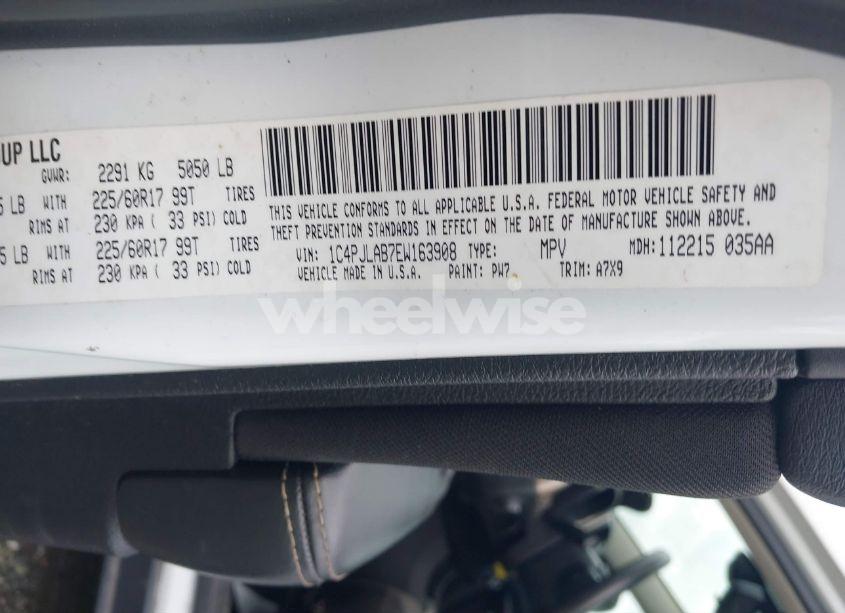 UP LLC
GVWR: 2291 KG 5050 LB
5 LB WITH 225/60R17 99T TIRES
RIMS AT 230 KPA ( 33 PSI) COLD
5 LB WITH 225/60R17 99T TIRES
RIMS AT 230 KPA ( 33 PSI) COLD
THIS VEHICLE CONFORMS TO ALL APPLICABLE U.S.A. FEDERAL MOTOR VEHICLE SAFETY AND
THEFT PREVENTION STANDARDS IN EFFECT ON THE DATE OF MANUFACTURE SHOWN ABOVE.
VIN: 1C4PJLAB7EW163908 TYPE: MPV MDH: 112215 035AA
VEHICLE MADE IN U.S.A. PAINT: PW7 TRIM: A7X9
wheelwise